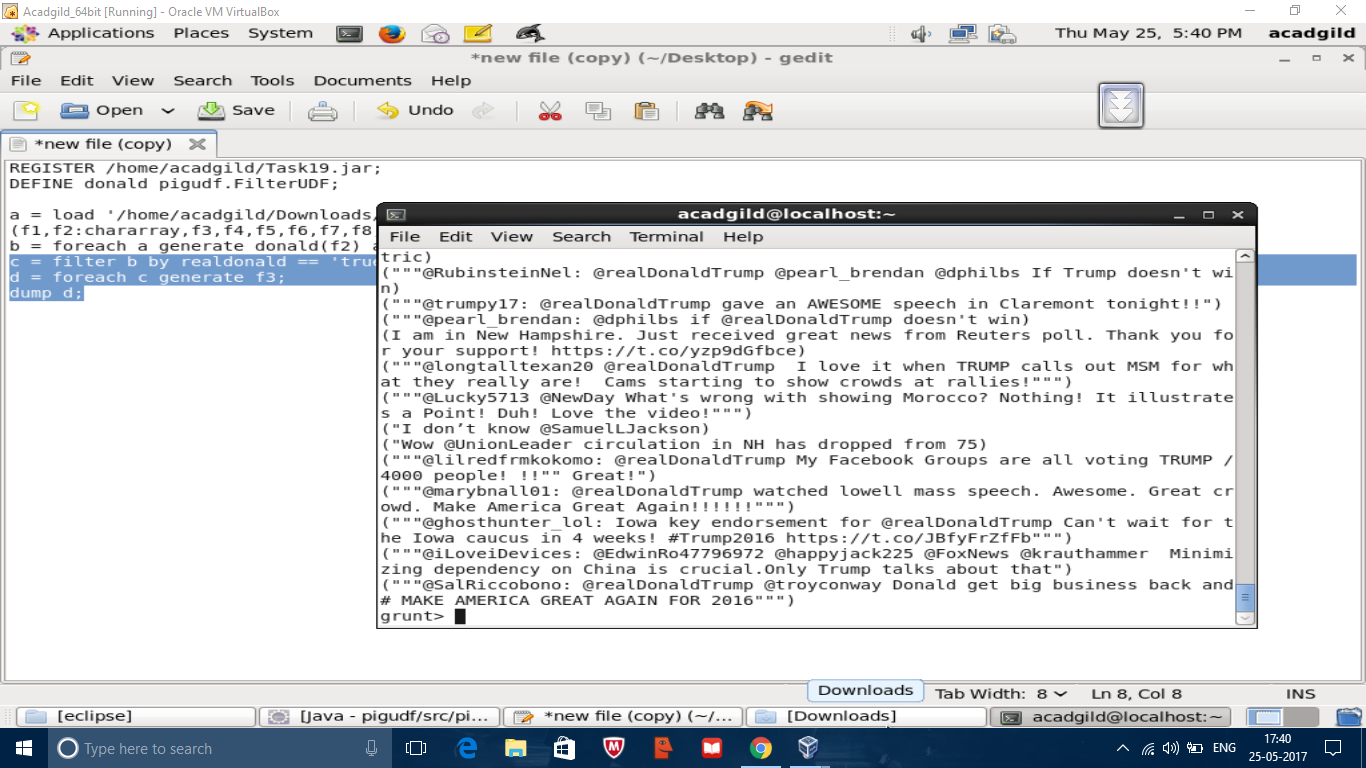 Acadgild_64bit [Running] - Oracle VM VirtualBox
Applications Places System Thu May 25, 5:40 PM acadgild
*new file (copy) (~/Desktop) - gedit
File Edit View Search Tools Documents Help
Open Save Undo
*new file (copy)
REGISTER /home/acadgild/Task19.jar;
DEFINE donald pigudf.FilterUDF;
a = load '/home/acadgild/Downloads,
(f1,f2:chararray,f3,f4,f5,f6,f7,f8
b = foreach a generate donald(f2) a
c = filter b by realdonald == 'true
d = foreach c generate f3;
dump d;
acadgild@localhost:~
File Edit View Search Terminal Help
tric)
("""@RubinsteinNel: @realDonaldTrump @pearl_brendan @dphilbs If Trump doesn't wi
n)
("""@trumpy17: @realDonaldTrump gave an AWESOME speech in Claremont tonight!!")
("""@pearl_brendan: @dphilbs if @realDonaldTrump doesn't win)
(I am in New Hampshire. Just received great news from Reuters poll. Thank you fo
r your support! https://t.co/yzp9dGfbce)
("""@longtalltexan20 @realDonaldTrump  I love it when TRUMP calls out MSM for wh
at they really are!  Cams starting to show crowds at rallies!""")
("""@Lucky5713 @NewDay What's wrong with showing Morocco? Nothing! It illustrate
s a Point! Duh! Love the video!""")
("I don’t know @SamuelLJackson)
("Wow @UnionLeader circulation in NH has dropped from 75)
("""@lilredfrmkokomo: @realDonaldTrump My Facebook Groups are all voting TRUMP /
4000 people! !!"" Great!")
("""@marybnall01: @realDonaldTrump watched lowell mass speech. Awesome. Great cr
owd. Make America Great Again!!!!!!""")
("""@ghosthunter_lol: Iowa key endorsement for @realDonaldTrump Can't wait for t
he Iowa caucus in 4 weeks! #Trump2016 https://t.co/JBfyFrZfFb""")
("""@iLoveiDevices: @EdwinRo47796972 @happyjack225 @FoxNews @krauthammer  Minimi
zing dependency on China is crucial.Only Trump talks about that")
("""@SalRiccobono: @realDonaldTrump @troyconway Donald get big business back and
# MAKE AMERICA GREAT AGAIN FOR 2016""")
grunt>
Downloads
Tab Width: 8 Ln 8, Col 8 INS
[eclipse] [Java - pigudf/src/pi... *new file (copy) (~/... [Downloads] acadgild@localhost:~
Type here to search
ENG
17:40
25-05-2017